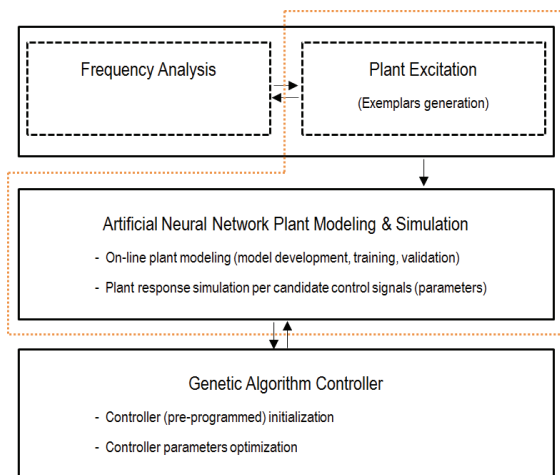 Frequency Analysis
Plant Excitation
(Exemplars generation)
Artificial Neural Network Plant Modeling & Simulation
- On-line plant modeling (model development, training, validation)
- Plant response simulation per candidate control signals (parameters)
Genetic Algorithm Controller
- Controller (pre-programmed) initialization
- Controller parameters optimization